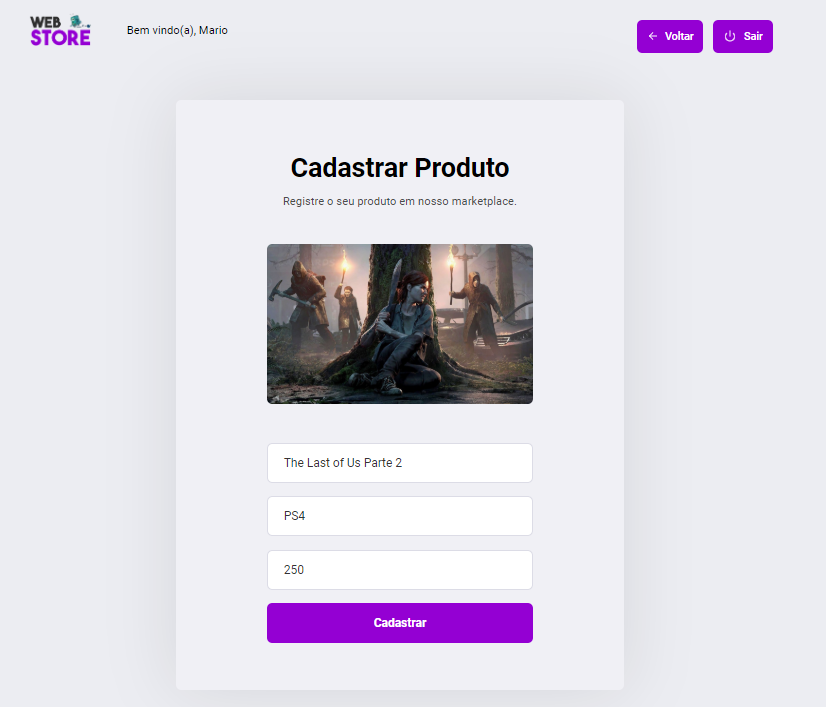 WEB
STORE
Bem vindo(a), Mario
Voltar
Sair
Cadastrar Produto
Registre o seu produto em nosso marketplace.
The Last of Us Parte 2
PS4
250
Cadastrar